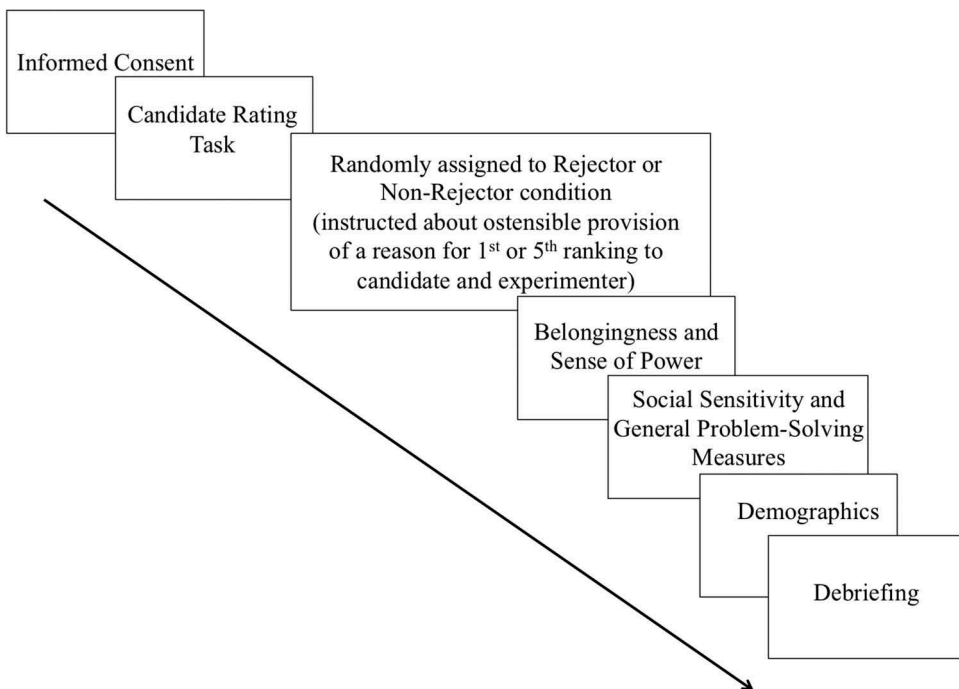 Informed Consent
Candidate Rating
Task
Randomly assigned to Rejector or
Non-Rejector condition
(instructed about ostensible provision
of a reason for 1st or 5th ranking to
candidate and experimenter)
Belongingness and
Sense of Power
Social Sensitivity and
General Problem-Solving
Measures
Demographics
Debriefing